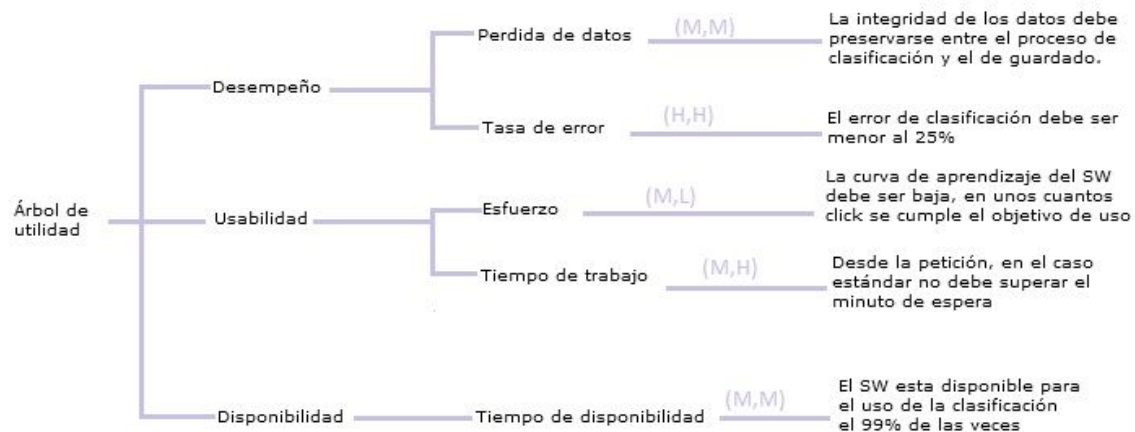 Árbol de
utilidad
Desempeño
Perdida de datos
(M,M)
La integridad de los datos debe
preservarse entre el proceso de
clasificación y el de guardado.
Tasa de error
(H,H)
El error de clasificación debe ser
menor al 25%
Usabilidad
Esfuerzo
(M,L)
La curva de aprendizaje del SW
debe ser baja, en unos cuantos
click se cumple el objetivo de uso
Tiempo de trabajo
(M,H)
Desde la petición, en el caso
estándar no debe superar el
minuto de espera
Disponibilidad
Tiempo de disponibilidad
(M,M)
El SW esta disponible para
el uso de la clasificación
el 99% de las veces